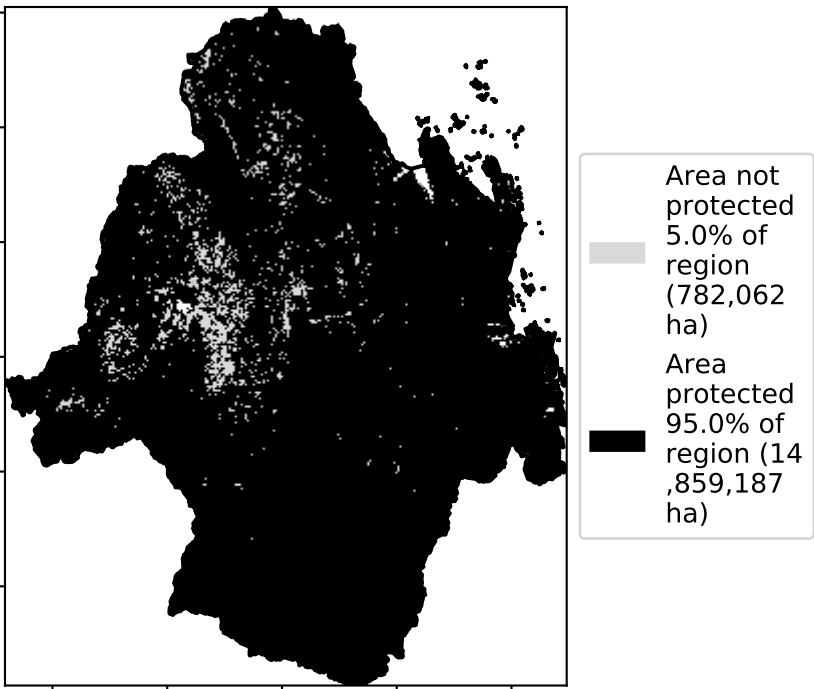 Area not
protected
5.0% of
region
(782,062
ha)
Area
protected
95.0% of
region (14
,859,187
ha)